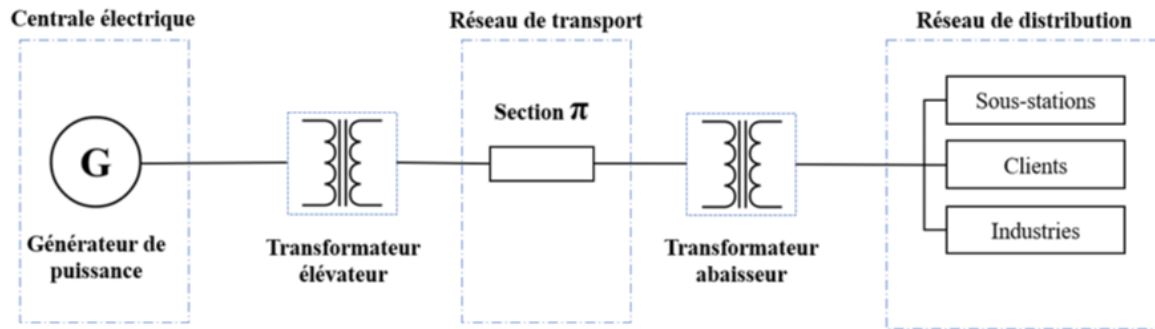 Centrale électrique
Réseau de transport
Réseau de distribution
Section π
Sous-stations
G
Clients
Industries
Générateur de
puissance
Transformateur
élévateur
Transformateur
abaisseur